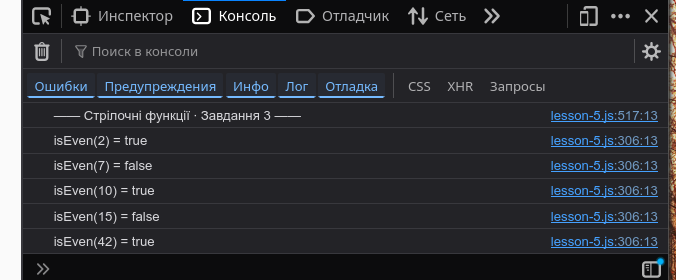 Инспектор Консоль Отладчик Сеть
Поиск в консоли
Ошибки Предупреждения Инфо Лог Отладка CSS XHR Запросы
—— Стрілочні функції · Завдання 3 —— lesson-5.js:517:13
isEven(2) = true lesson-5.js:306:13
isEven(7) = false lesson-5.js:306:13
isEven(10) = true lesson-5.js:306:13
isEven(15) = false lesson-5.js:306:13
isEven(42) = true lesson-5.js:306:13